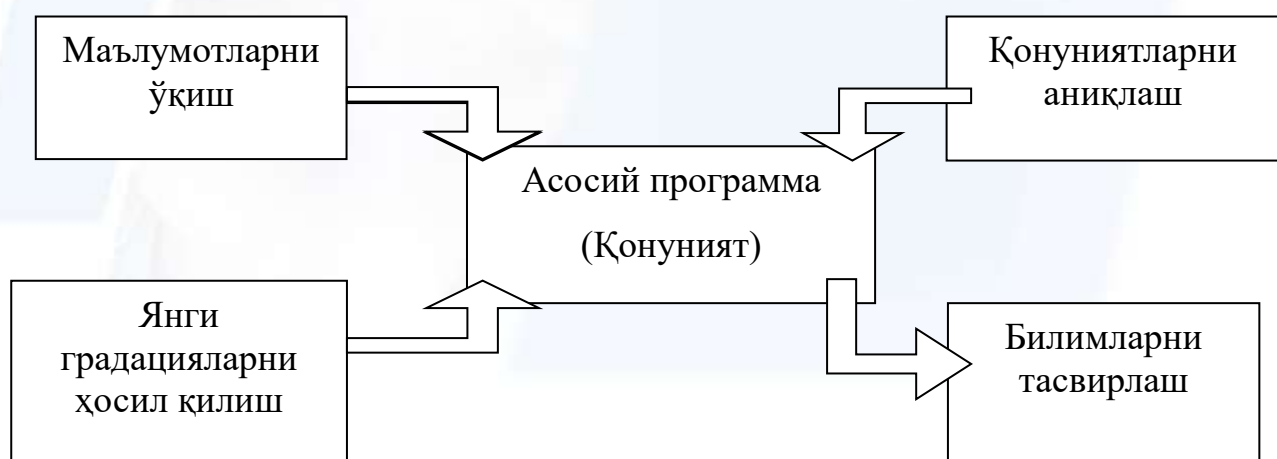 Маълумотларни
ўқиш
Қонуниятларни
аниқлаш
Асосий программа
(Қонуният)
Янги
градацияларни
ҳосил қилиш
Билимларни
тасвирлаш